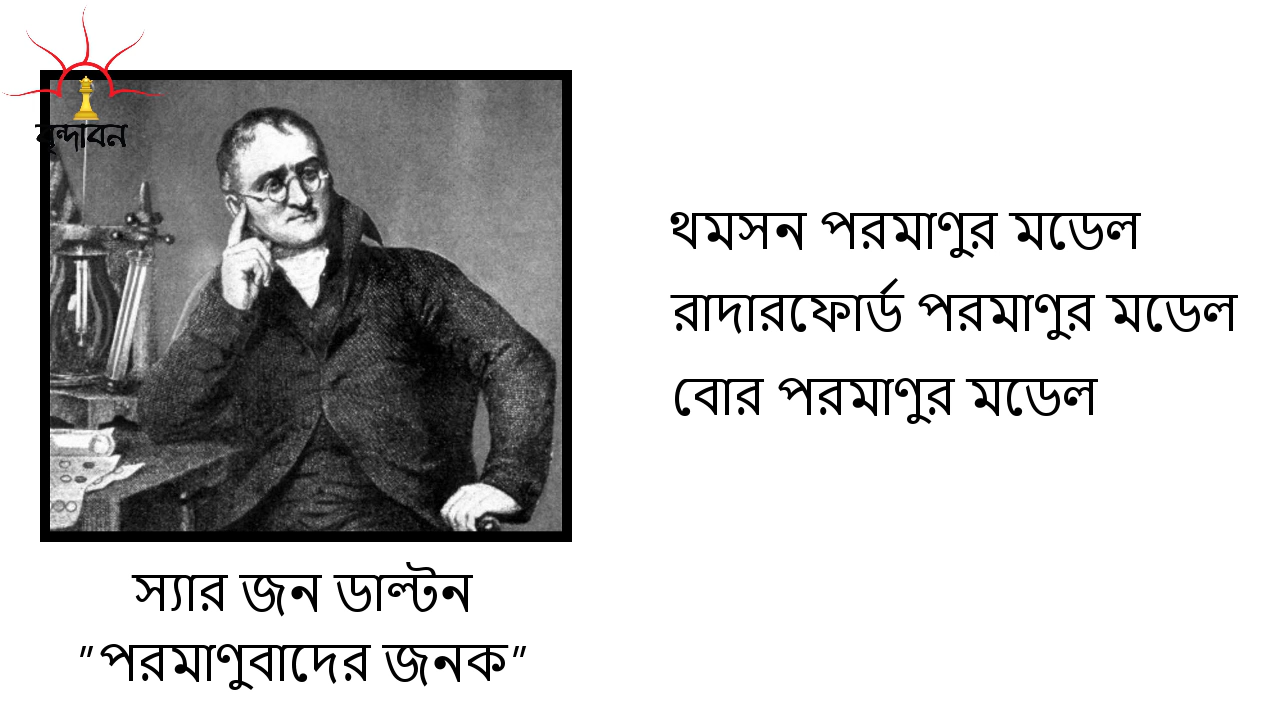 বৃন্দাবন
থমসন পরমাণুর মডেল
রাদারফোর্ড পরমাণুর মডেল
বোর পরমাণুর মডেল
স্যার জন ডাল্টন
"পরমাণুবাদের জনক"